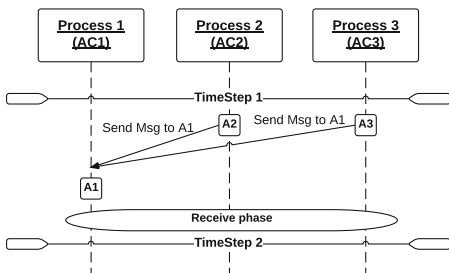 Process 1
(AC1)
Process 2
(AC2)
Process 3
(AC3)
TimeStep 1
Send Msg to A1
A2
Send Msg to A1
A3
A1
Receive phase
TimeStep 2